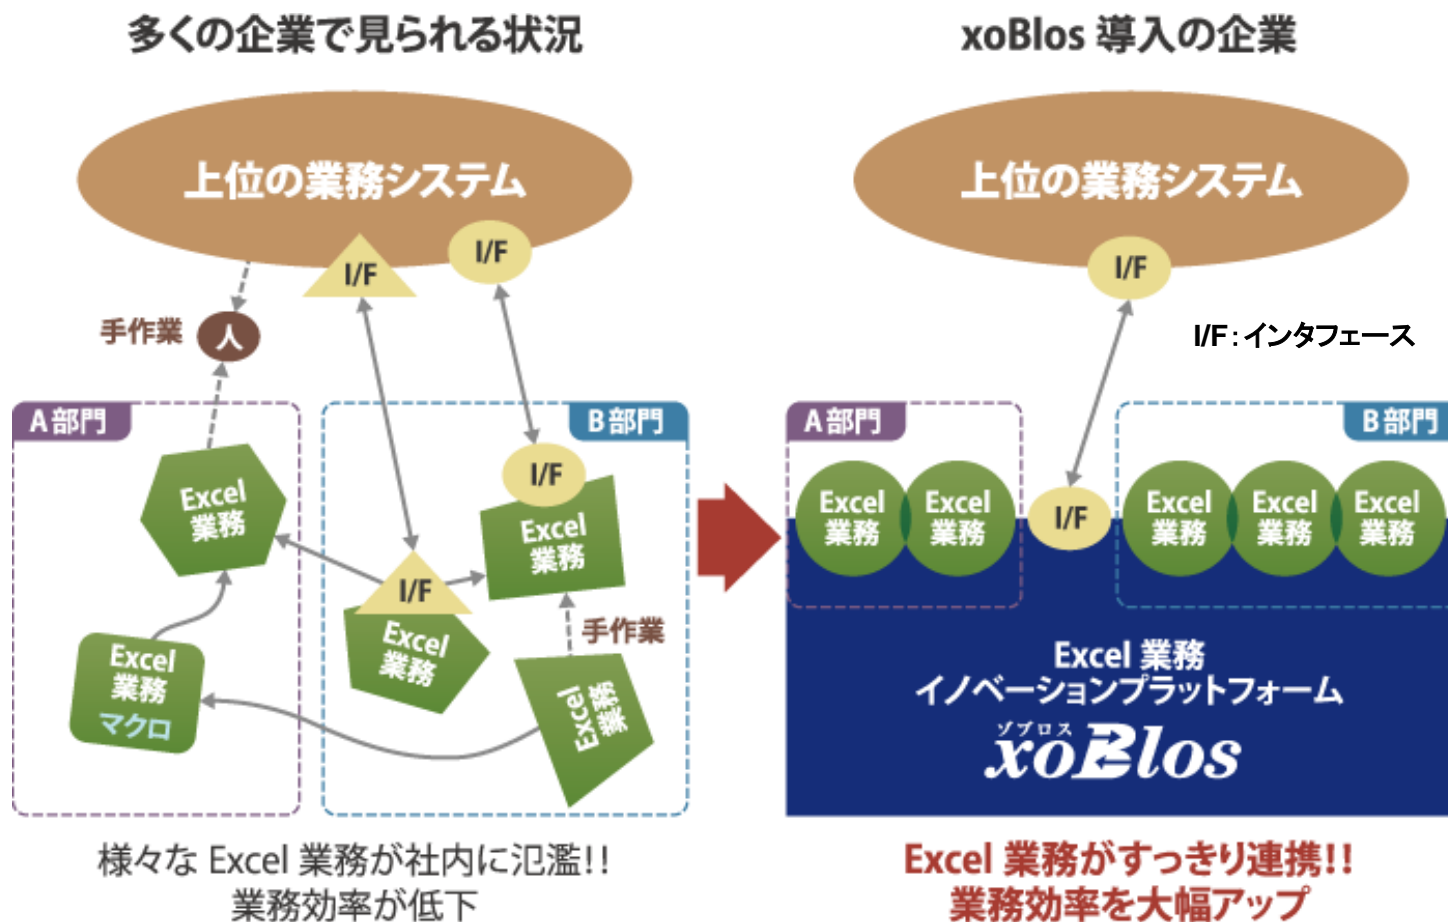 多くの企業で見られる状況
上位の業務システム
I/F
I/F
手作業
人
A部門
B部門
Excel
業務
I/F
Excel
業務
I/F
Excel
業務
手作業
Excel
業務
マクロ
Excel
業務
様々な Excel 業務が社内に氾濫!!
業務効率が低下
xoBlos 導入の企業
上位の業務システム
I/F
I/F：インタフェース
A部門
B部門
Excel
業務
Excel
業務
I/F
Excel
業務
Excel
業務
Excel
業務
Excel 業務
イノベーションプラットフォーム
ゾブロス
xoBlos
Excel 業務がすっきり連携!!
業務効率を大幅アップ